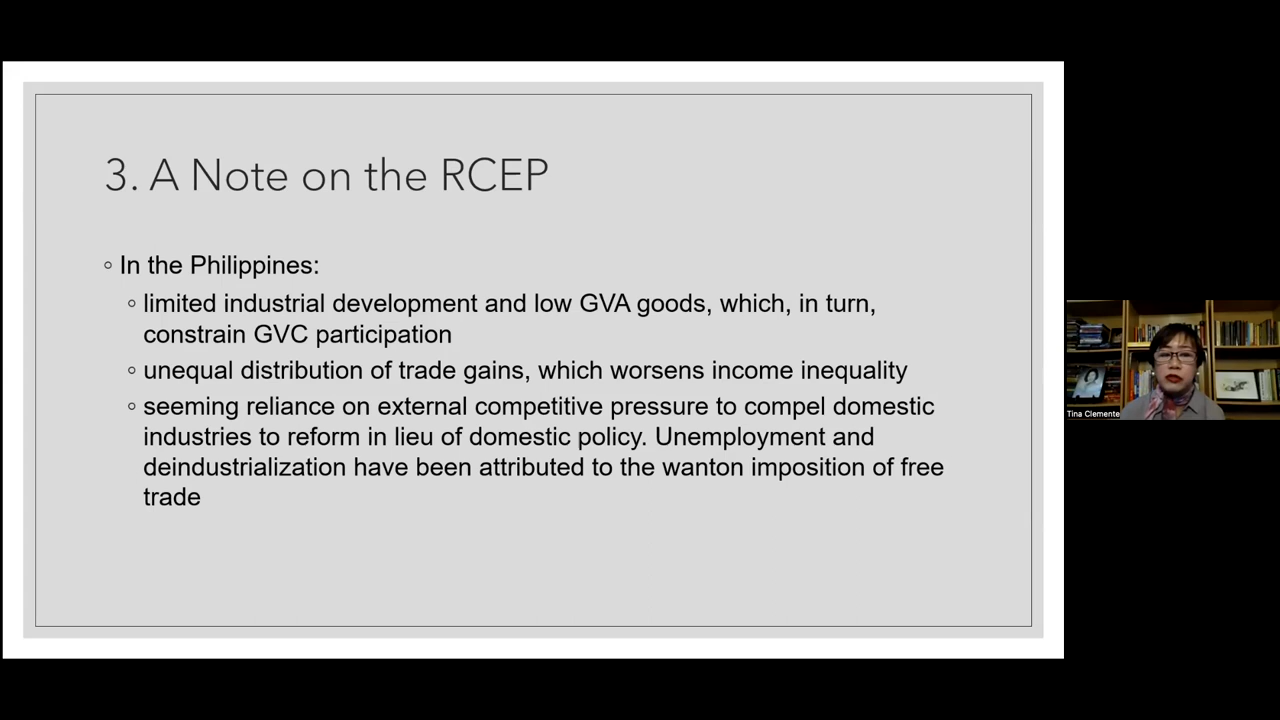 3. A Note on the RCEP
◦ In the Philippines:
◦ limited industrial development and low GVA goods, which, in turn,
constrain GVC participation
◦ unequal distribution of trade gains, which worsens income inequality
◦ seeming reliance on external competitive pressure to compel domestic
industries to reform in lieu of domestic policy. Unemployment and
deindustrialization have been attributed to the wanton imposition of free
trade
Tina Clemente